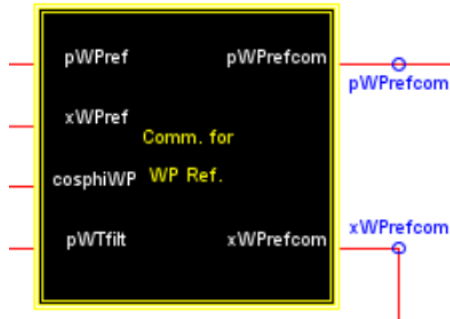 pWPref pWPrefcom
pWPrefcom
xWPref
Comm. for
cosphiWP WP Ref.
pWTfilt xWPrefcom
xWPrefcom